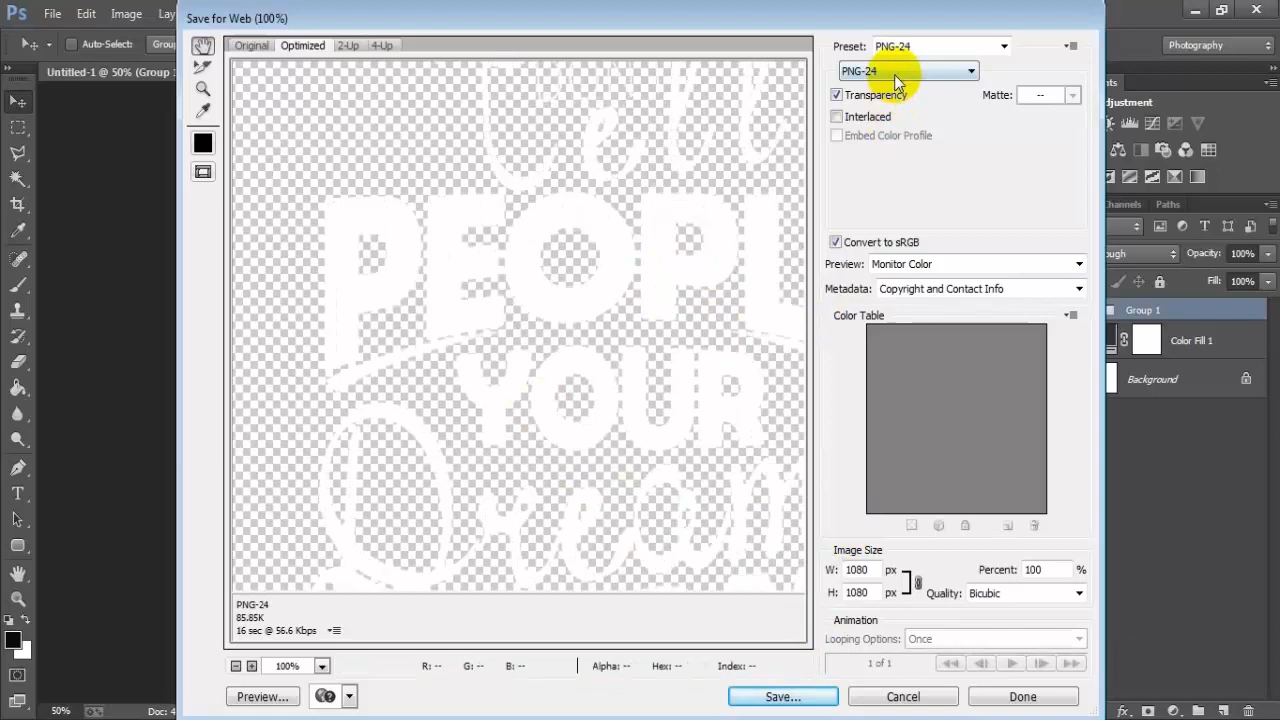 Ps File Edit Image Lay
Save for Web (100%)
Auto-Select: Group
Photography
Untitled-1 @ 50% (Group
Original Optimized 2-Up 4-Up
Preset: PNG-24
PNG-24
Transparency Matte: --
Interlaced
Embed Color Profile
Convert to sRGB
Preview: Monitor Color
Metadata: Copyright and Contact Info
Color Table
PEOPL
YOUR
Dream
Image Size
W: 1080 px Percent: 100 %
H: 1080 px Quality: Bicubic
Animation
Looping Options: Once
1 of 1
PNG-24
85.85K
16 sec @ 56.6 Kbps
100% R: -- G: -- B: -- Alpha: -- Hex: -- Index: --
Preview... Save... Cancel Done
Adjustment
Channels Paths
Opacity: 100%
Fill: 100%
Group 1
Color Fill 1
Background
50% Doc: 4